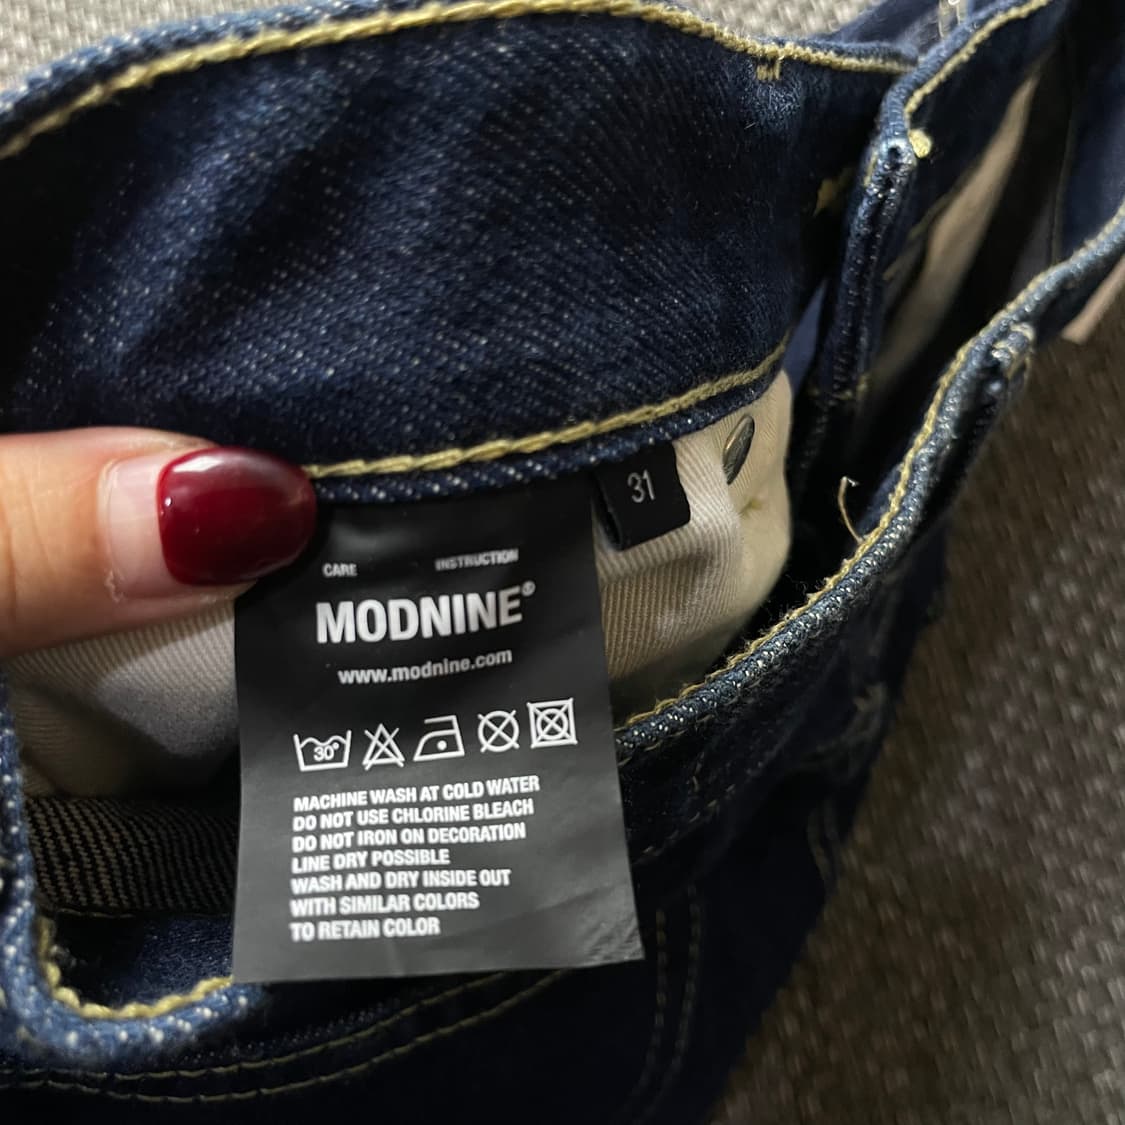 31
CARE INSTRUCTION
MODNINE®
www.modnine.com
30°
MACHINE WASH AT COLD WATER
DO NOT USE CHLORINE BLEACH
DO NOT IRON ON DECORATION
LINE DRY POSSIBLE
WASH AND DRY INSIDE OUT
WITH SIMILAR COLORS
TO RETAIN COLOR